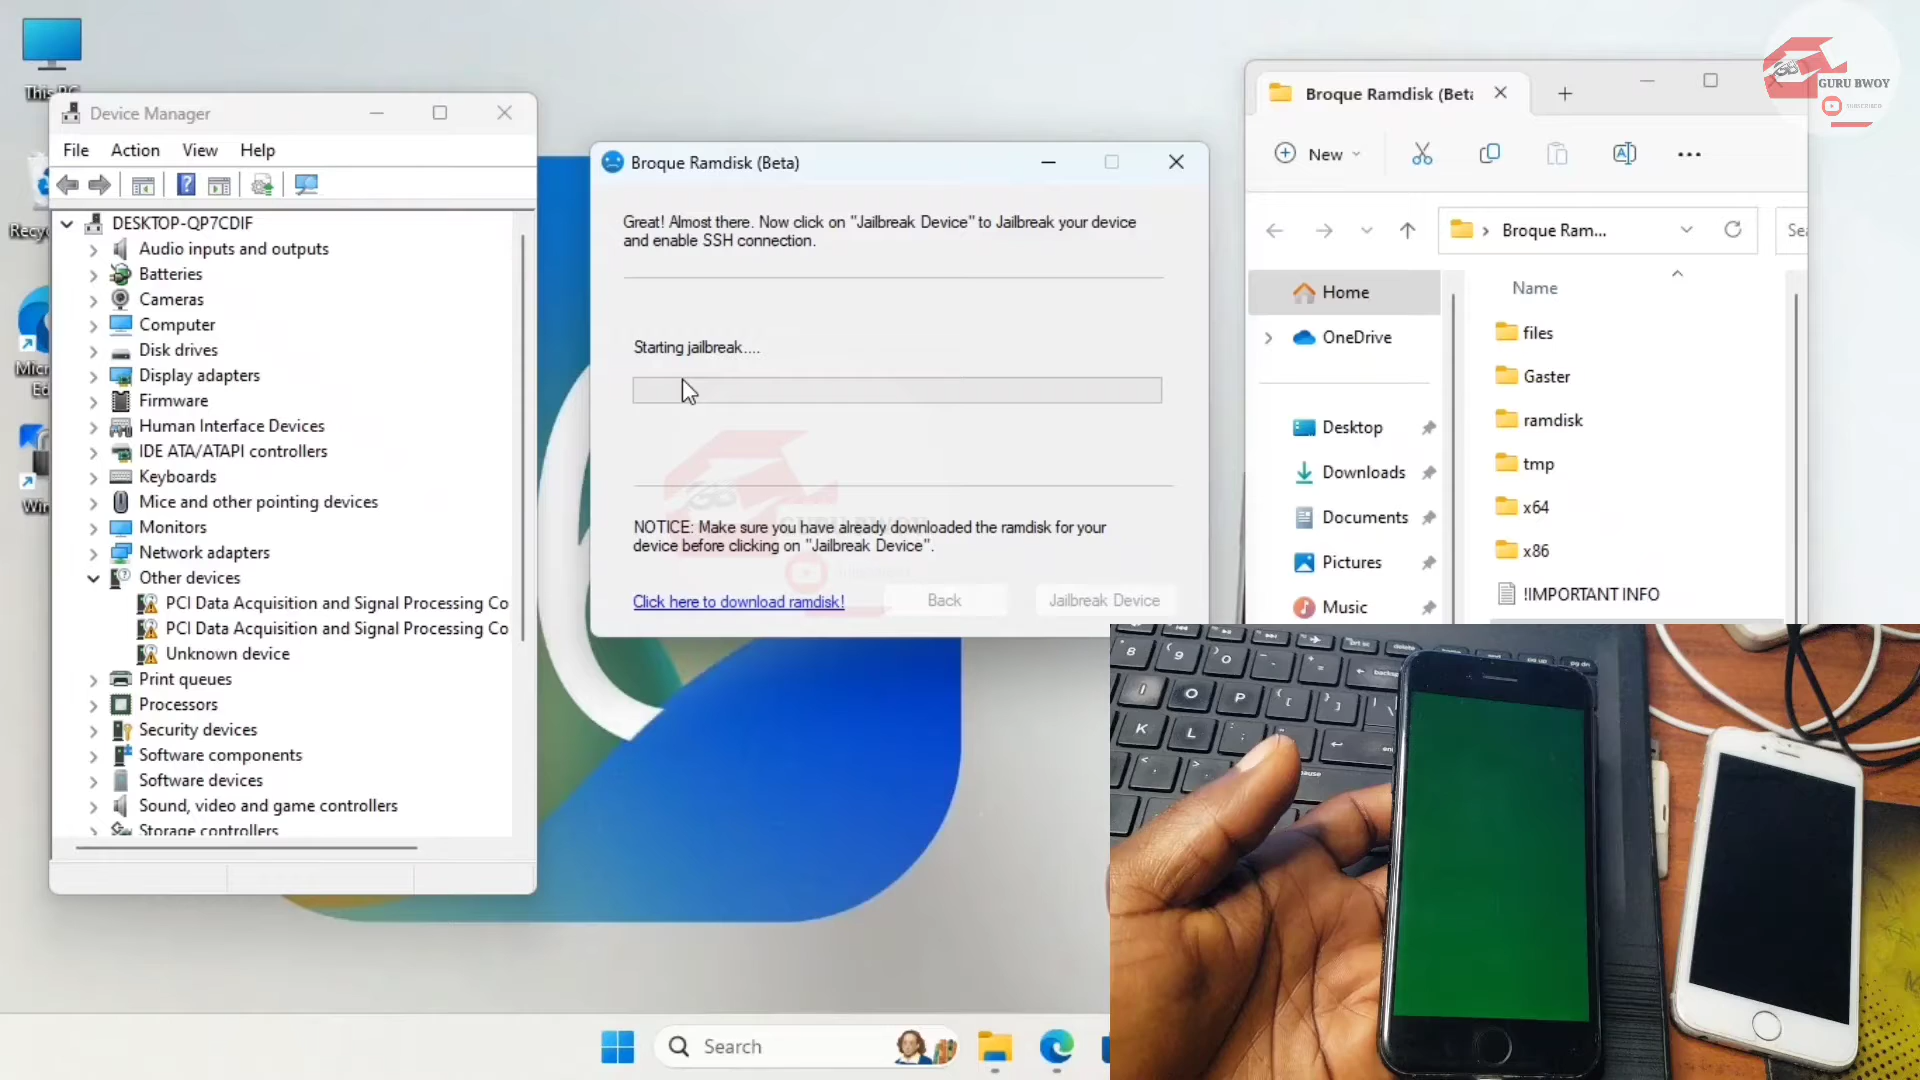 This PC
Device Manager
File Action View Help
DESKTOP-QP7CDIF
Audio inputs and outputs
Batteries
Cameras
Computer
Disk drives
Display adapters
Firmware
Human Interface Devices
IDE ATA/ATAPI controllers
Keyboards
Mice and other pointing devices
Monitors
Network adapters
Other devices
PCI Data Acquisition and Signal Processing Co
PCI Data Acquisition and Signal Processing Co
Unknown device
Print queues
Processors
Security devices
Software components
Software devices
Sound, video and game controllers
Storage controllers
Recyc
Micr
Ed
Win
Broque Ramdisk (Beta)
Great! Almost there. Now click on "Jailbreak Device" to Jailbreak your device
and enable SSH connection.
Starting jailbreak....
NOTICE: Make sure you have already downloaded the ramdisk for your
device before clicking on "Jailbreak Device".
Click here to download ramdisk!
Back
Jailbreak Device
Broque Ramdisk (Beta
GURU BWOY
SUBSCRIBED
New
Broque Ram...
Sea
Home
OneDrive
Desktop
Downloads
Documents
Pictures
Music
Name
files
Gaster
ramdisk
tmp
x64
x86
!IMPORTANT INFO
Search
I O P
K L